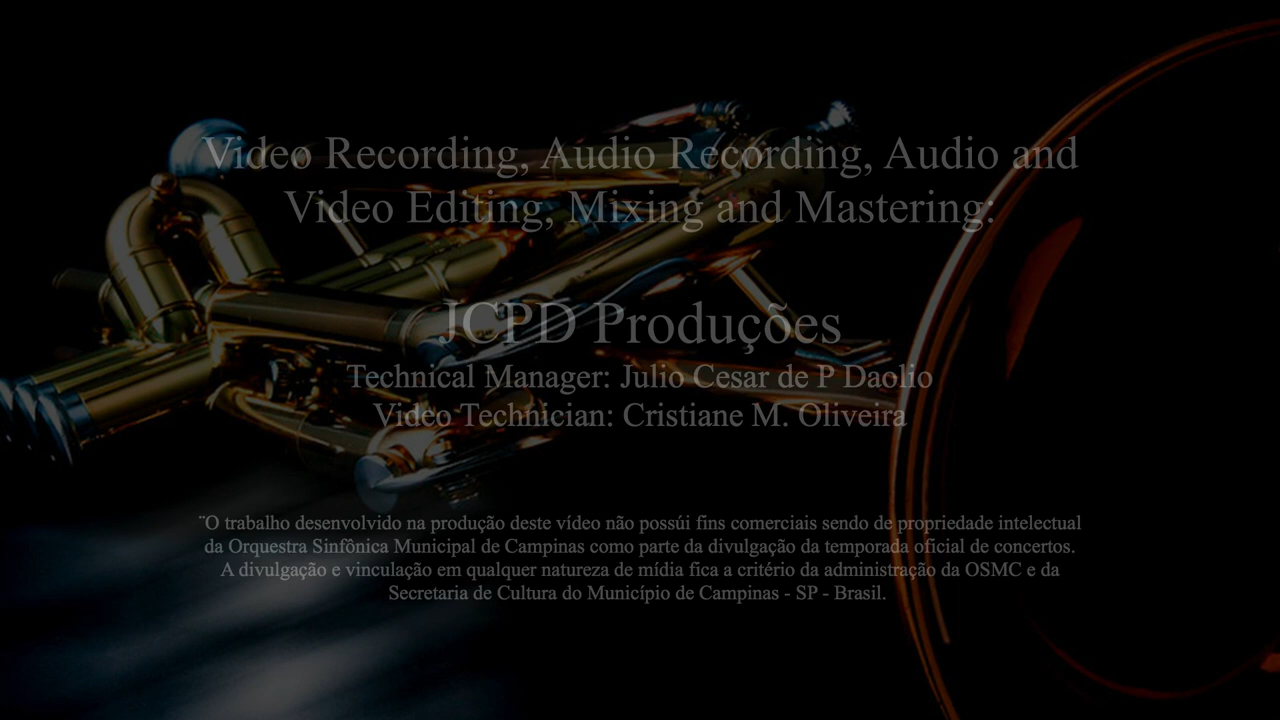 Video Recording, Audio Recording, Audio and
Video Editing, Mixing and Mastering:
JCPD Produções
Technical Manager: Julio Cesar de P Daolio
Video Technician: Cristiane M. Oliveira
¨O trabalho desenvolvido na produção deste vídeo não possúi fins comerciais sendo de propriedade intelectual
da Orquestra Sinfônica Municipal de Campinas como parte da divulgação da temporada oficial de concertos.
A divulgação e vinculação em qualquer natureza de mídia fica a critério da administração da OSMC e da
Secretaria de Cultura do Município de Campinas - SP - Brasil.